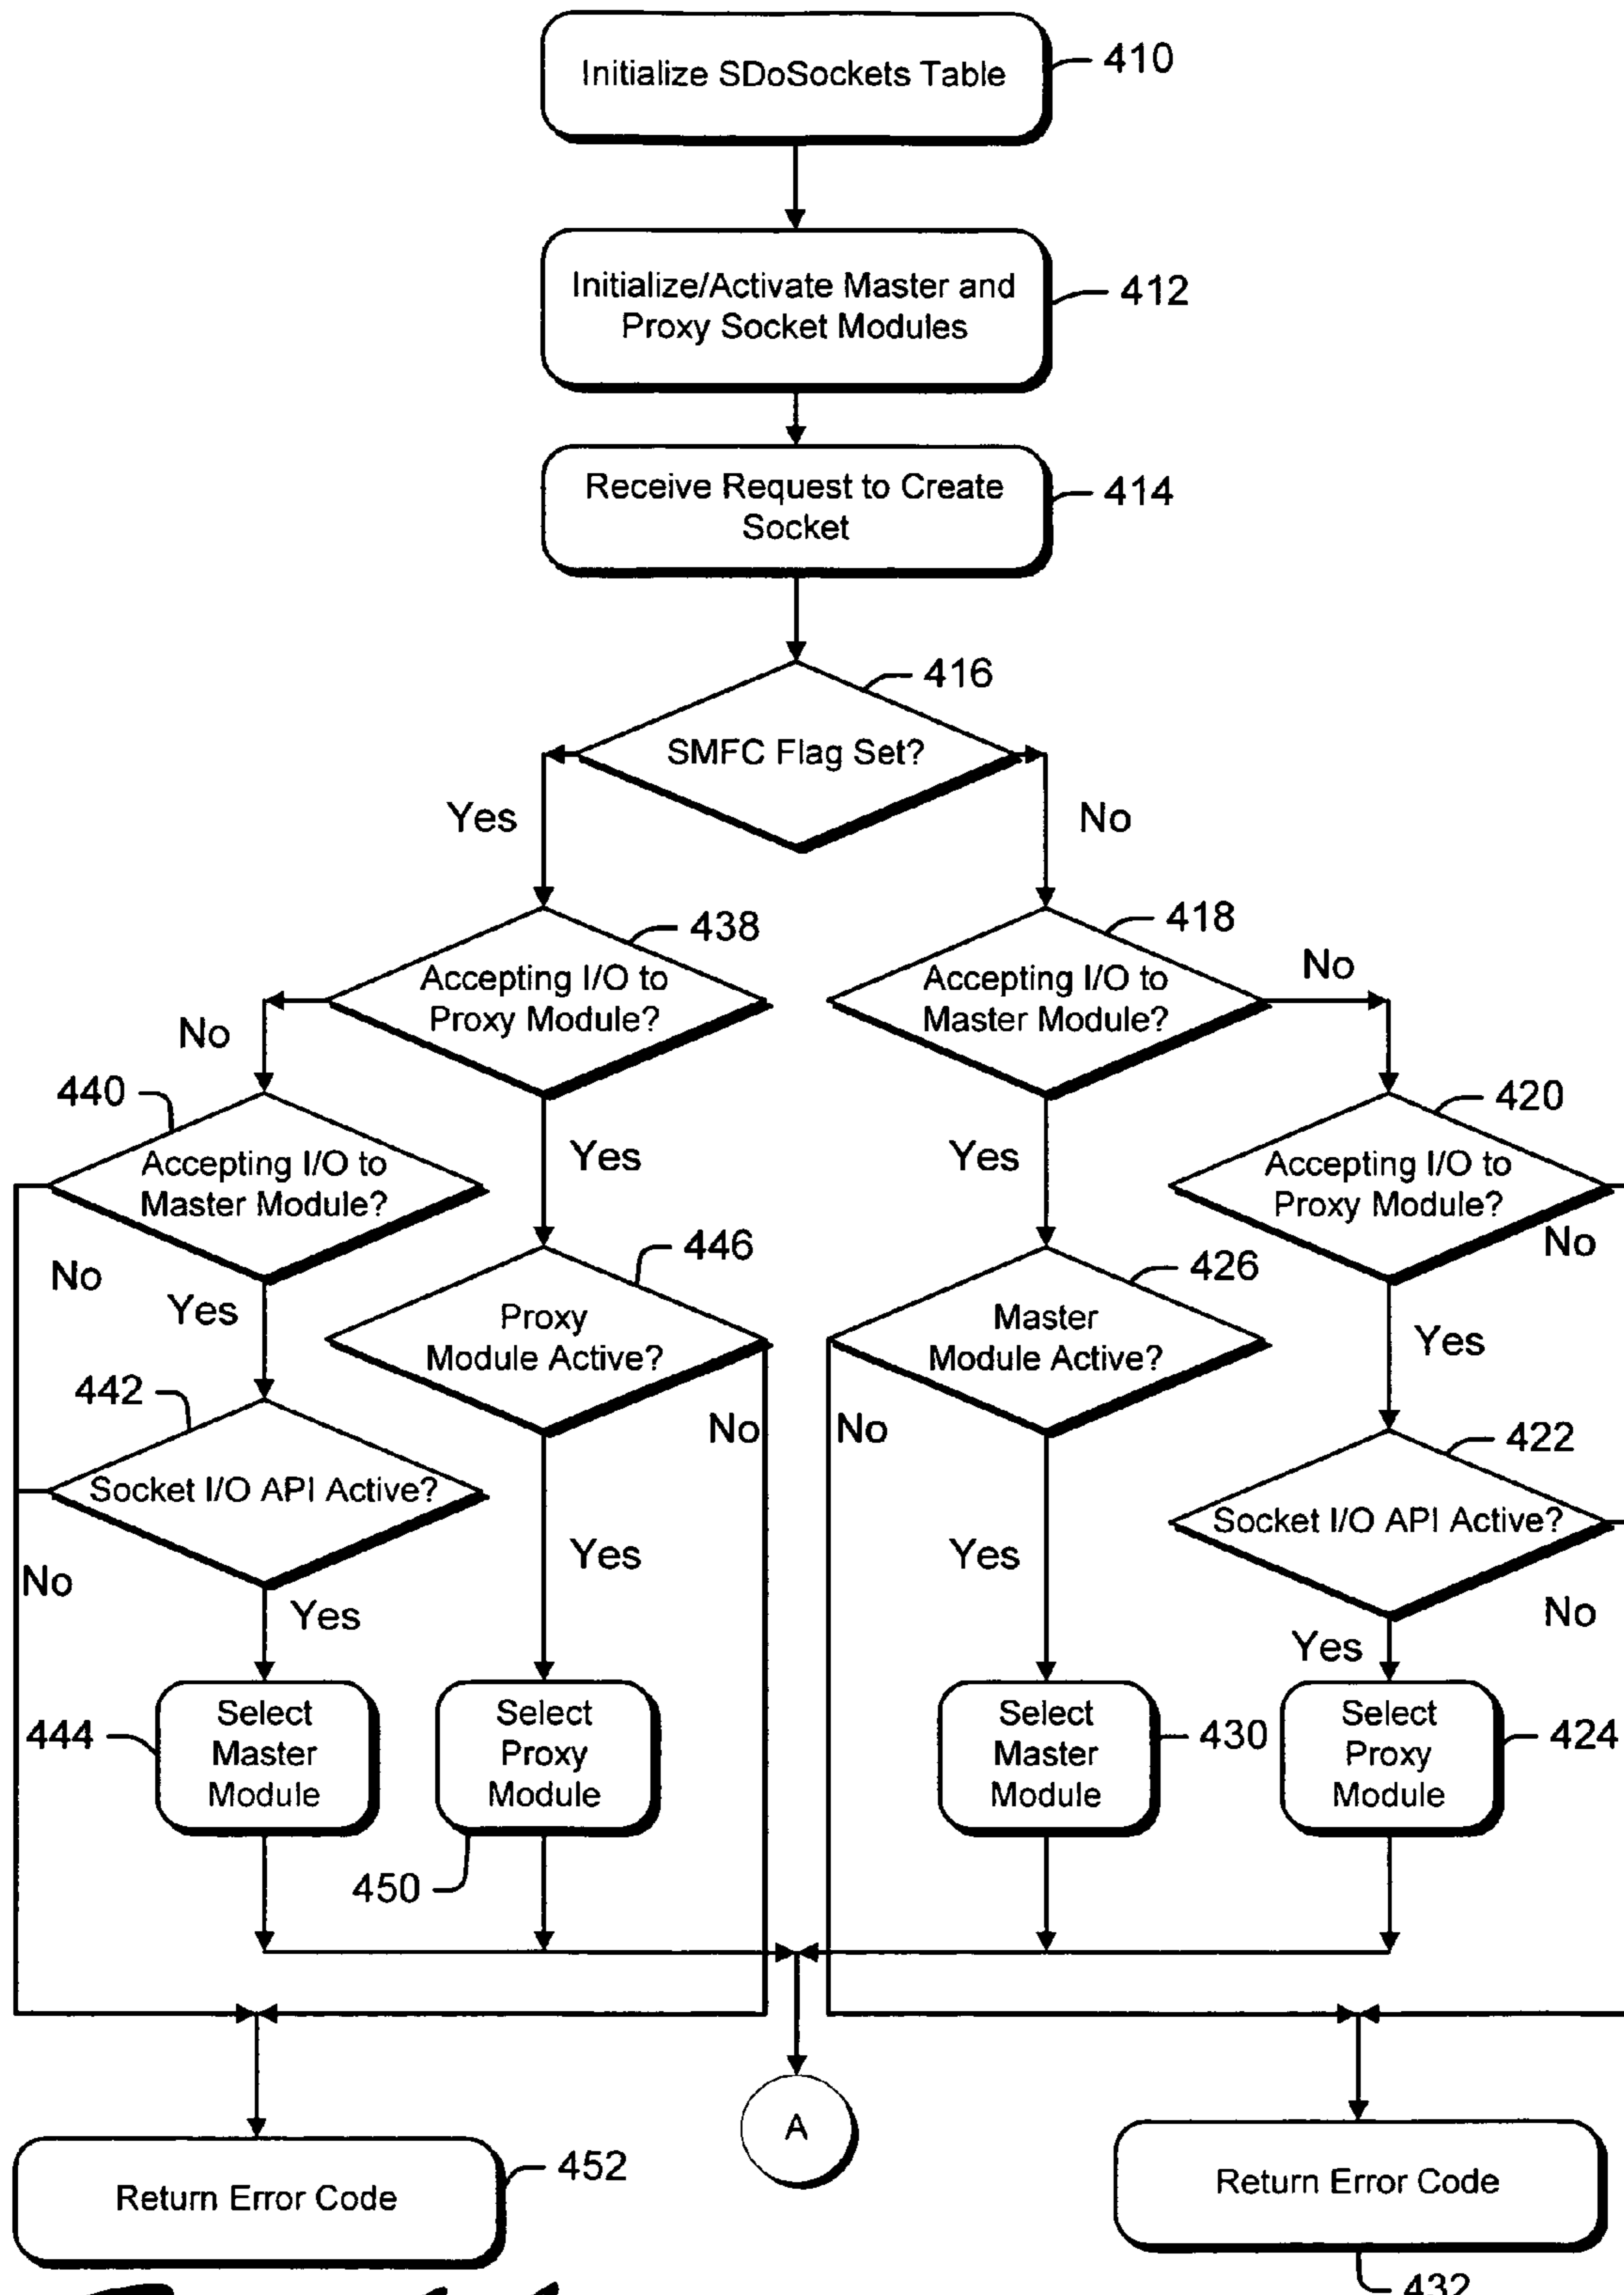 Initialize SDoSockets Table
410
Initialize/Activate Master and
Proxy Socket Modules
412
Receive Request to Create
Socket
414
416
SMFC Flag Set?
Yes
No
438
Accepting I/O to
Proxy Module?
No
418
Accepting I/O to
Master Module?
No
440
Accepting I/O to
Master Module?
No
Yes
Yes
Yes
420
Accepting I/O to
Proxy Module?
No
Yes
446
Proxy
Module Active?
No
426
Master
Module Active?
No
442
Socket I/O API Active?
No
Yes
Yes
Yes
422
Socket I/O API Active?
No
Yes
444
Select
Master
Module
Select
Proxy
Module
450
Select
Master
Module
430
Select
Proxy
Module
424
A
Return Error Code
452
Return Error Code
432